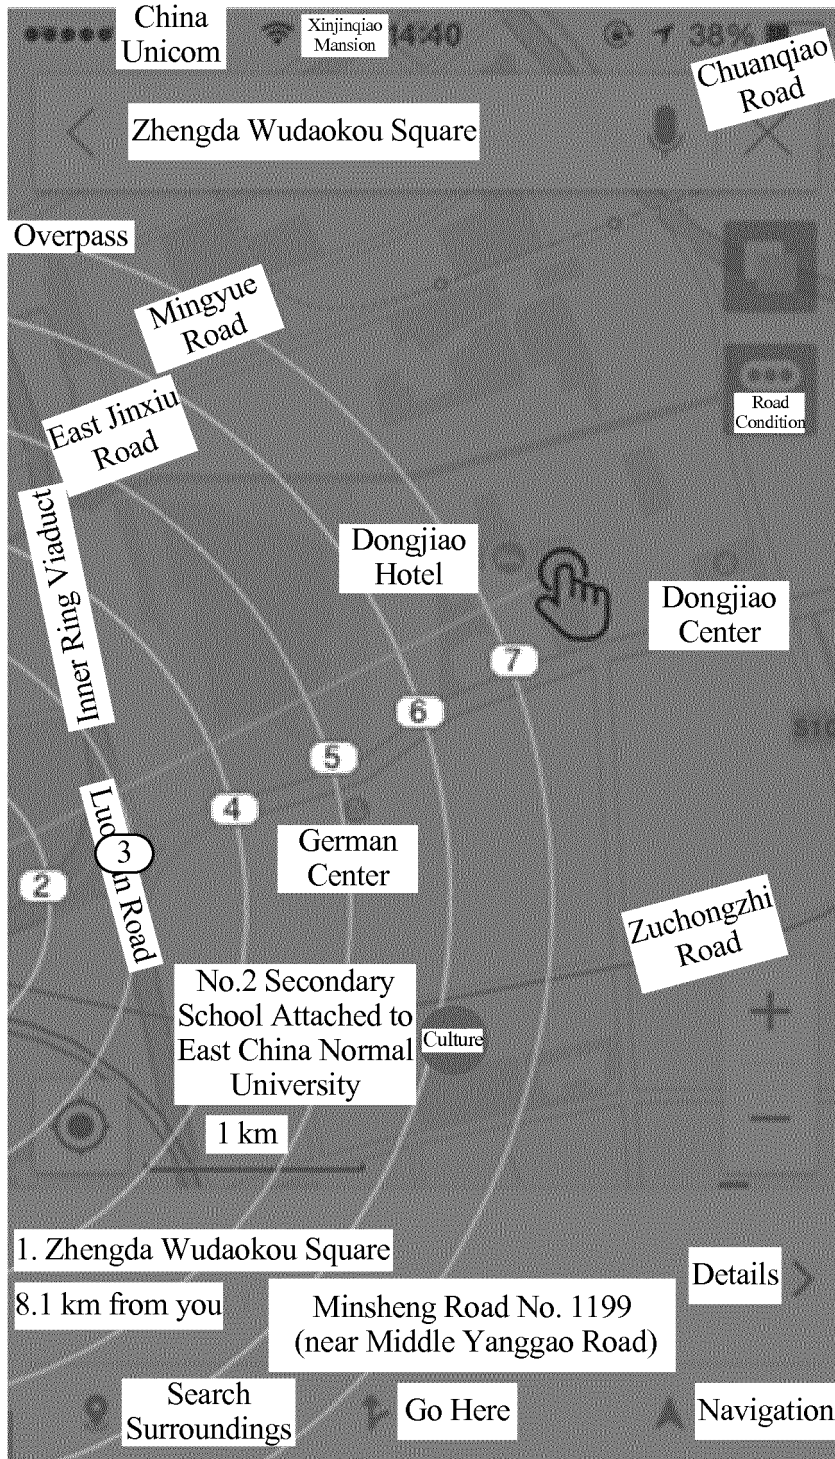 China
Unicom
Xinjinqiao
Mansion
14:40
38%
Chuanqiao
Road
Zhengda Wudaokou Square
Overpass
Mingyue
Road
Road
Condition
East Jinxiu
Road
Inner Ring Viaduct
Dongjiao
Hotel
Dongjiao
Center
7
6
S10
5
4
3
2
Road
German
Center
Zuchongzhi
Road
No.2 Secondary
School Attached to
East China Normal
University
Culture
1 km
1. Zhengda Wudaokou Square
Details
8.1 km from you
Minsheng Road No. 1199
(near Middle Yanggao Road)
Search
Surroundings
Go Here
Navigation